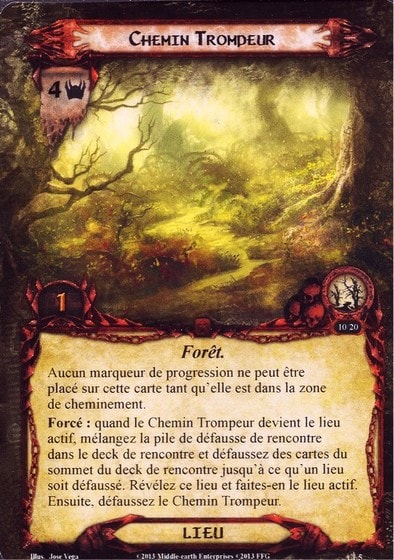 Chemin Trompeur
4
1
10/20
Forêt.
Aucun marqueur de progression ne peut être
placé sur cette carte tant qu'elle est dans la zone
de cheminement.
Forcé : quand le Chemin Trompeur devient le lieu
actif, mélangez la pile de défausse de rencontre
dans le deck de rencontre et défaussez des cartes du
sommet du deck de rencontre jusqu'à ce qu'un lieu
soit défaussé. Révélez ce lieu et faites-en le lieu actif.
Ensuite, défaussez le Chemin Trompeur.
Lieu
Illus. Jose Vega
©2013 Middle-earth Enterprises ©2013 FFG